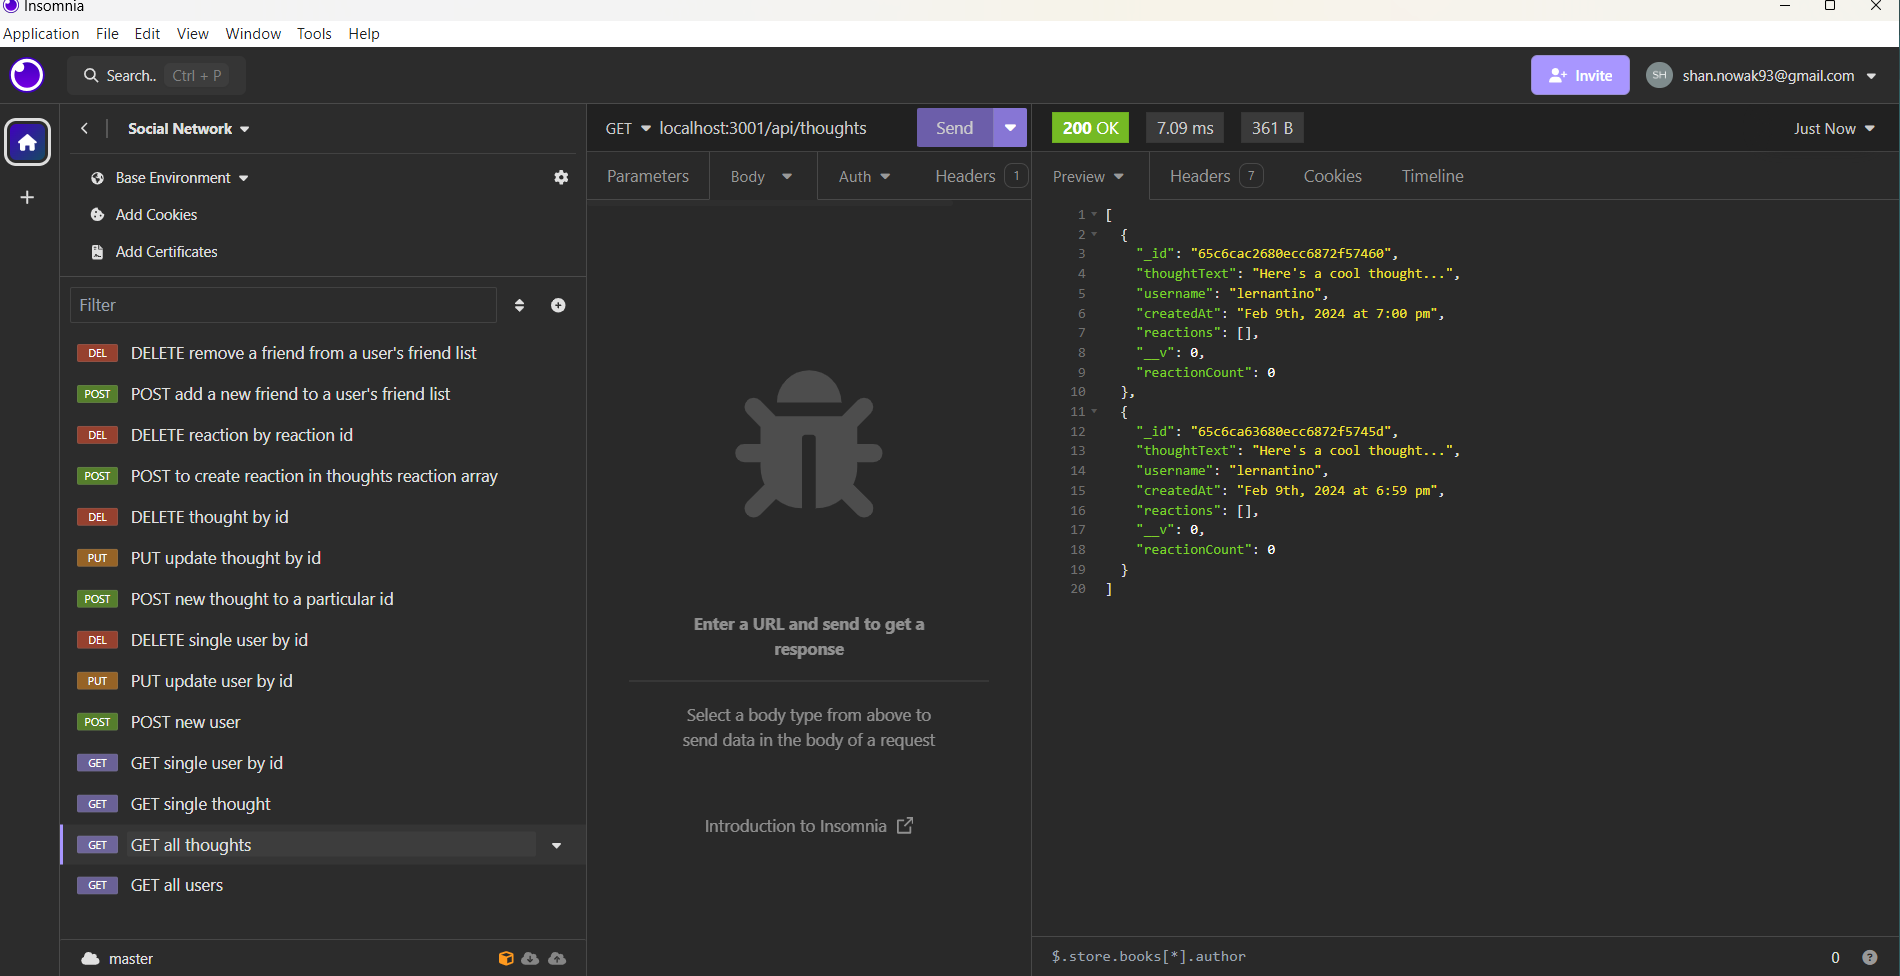 Insomnia
Application File Edit View Window Tools Help
Search.. Ctrl + P
Invite
SH
shan.nowak93@gmail.com
Social Network
Base Environment
Add Cookies
Add Certificates
Filter
DEL DELETE remove a friend from a user's friend list
POST POST add a new friend to a user's friend list
DEL DELETE reaction by reaction id
POST POST to create reaction in thoughts reaction array
DEL DELETE thought by id
PUT PUT update thought by id
POST POST new thought to a particular id
DEL DELETE single user by id
PUT PUT update user by id
POST POST new user
GET GET single user by id
GET GET single thought
GET GET all thoughts
GET GET all users
master
GET localhost:3001/api/thoughts Send
Parameters Body Auth Headers 1
Enter a URL and send to get a
response
Select a body type from above to
send data in the body of a request
Introduction to Insomnia
200 OK 7.09 ms 361 B Just Now
Preview Headers 7 Cookies Timeline
1 [
2 {
3 "_id": "65c6cac2680ecc6872f57460",
4 "thoughtText": "Here's a cool thought...",
5 "username": "lernantino",
6 "createdAt": "Feb 9th, 2024 at 7:00 pm",
7 "reactions": [],
8 "__v": 0,
9 "reactionCount": 0
10 },
11 {
12 "_id": "65c6ca63680ecc6872f5745d",
13 "thoughtText": "Here's a cool thought...",
14 "username": "lernantino",
15 "createdAt": "Feb 9th, 2024 at 6:59 pm",
16 "reactions": [],
17 "__v": 0,
18 "reactionCount": 0
19 }
20 ]
$.store.books[*].author 0 ?